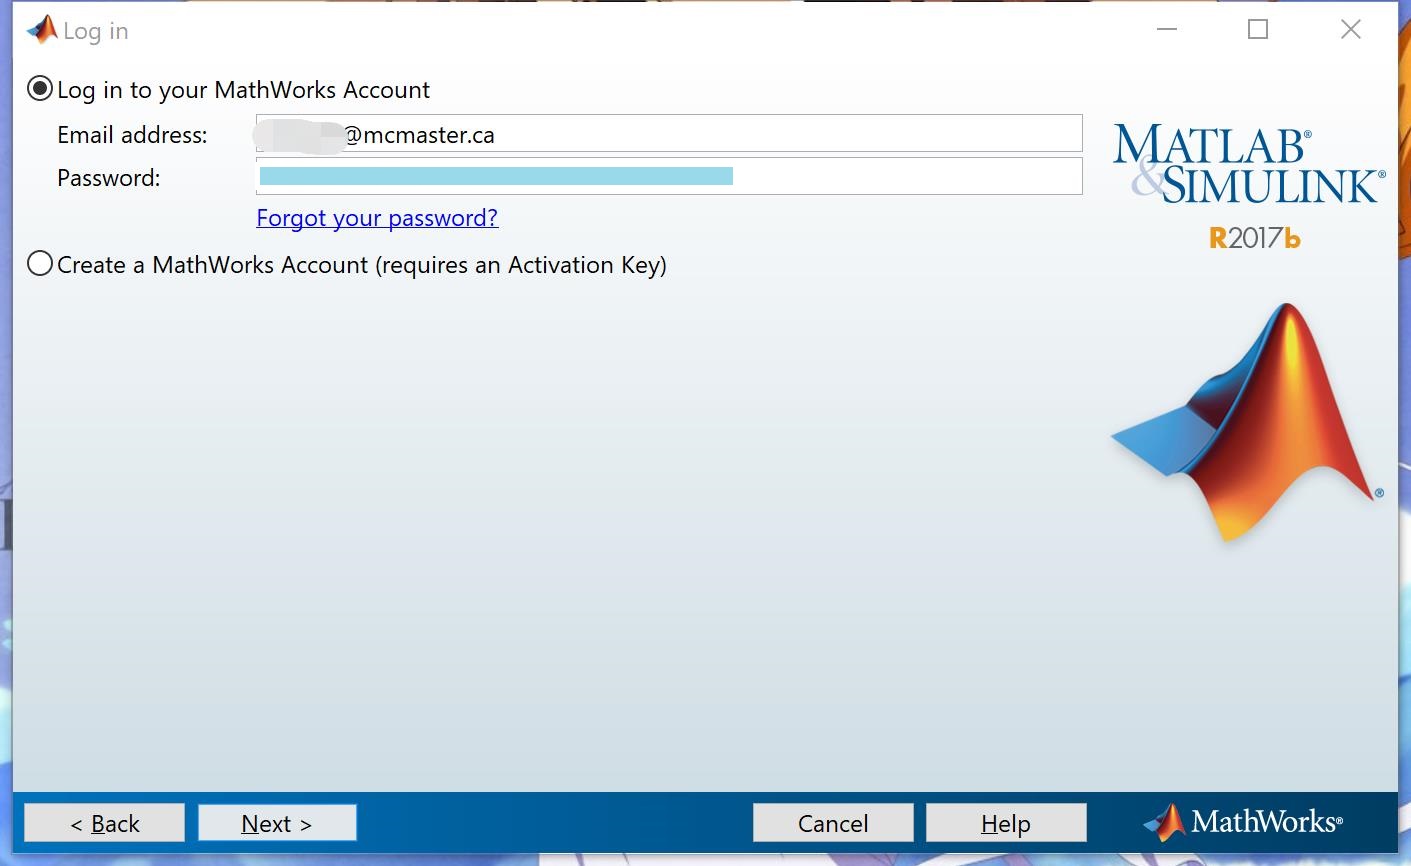 Log in
Log in to your MathWorks Account
Email address: @mcmaster.ca
Password:
Forgot your password?
Create a MathWorks Account (requires an Activation Key)
MATLAB®
&SIMULINK®
R2017b
®
< Back
Next >
Cancel
Help
MathWorks®